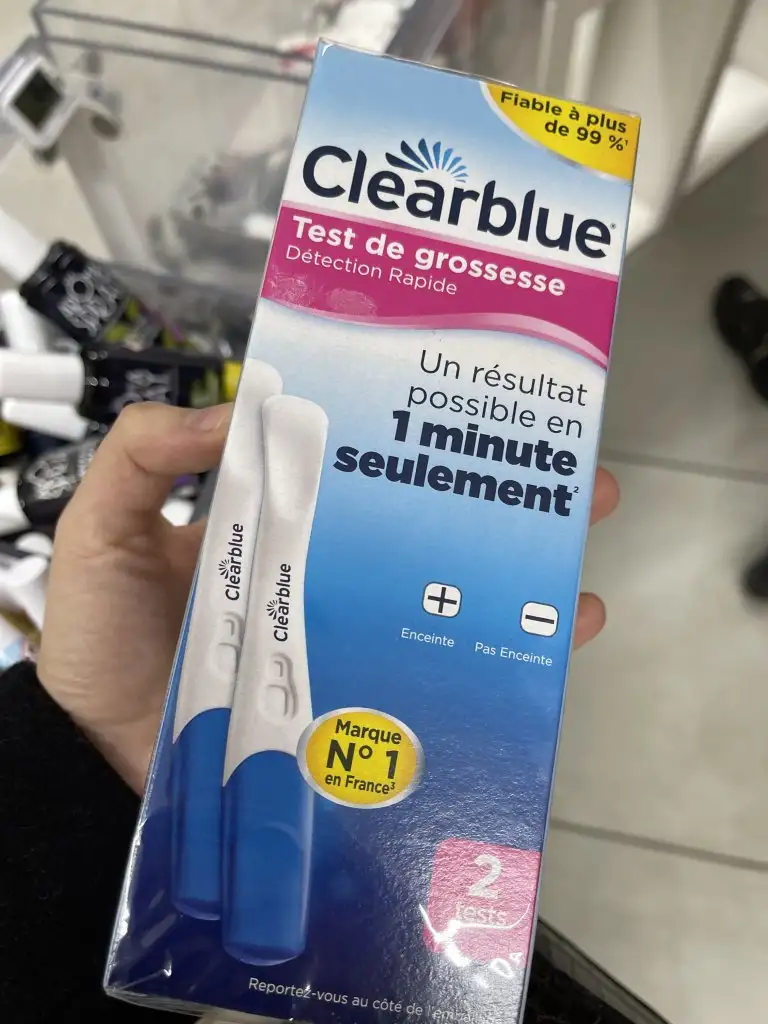 Fiable à plus
de 99 %¹
Clearblue
Test de grossesse
Détection Rapide
Un résultat
possible en
1 minute
seulement²
Clearblue
Clearblue
Enceinte
Pas Enceinte
Marque
N° 1
en France³
2
tests
Reportez-vous au côté de